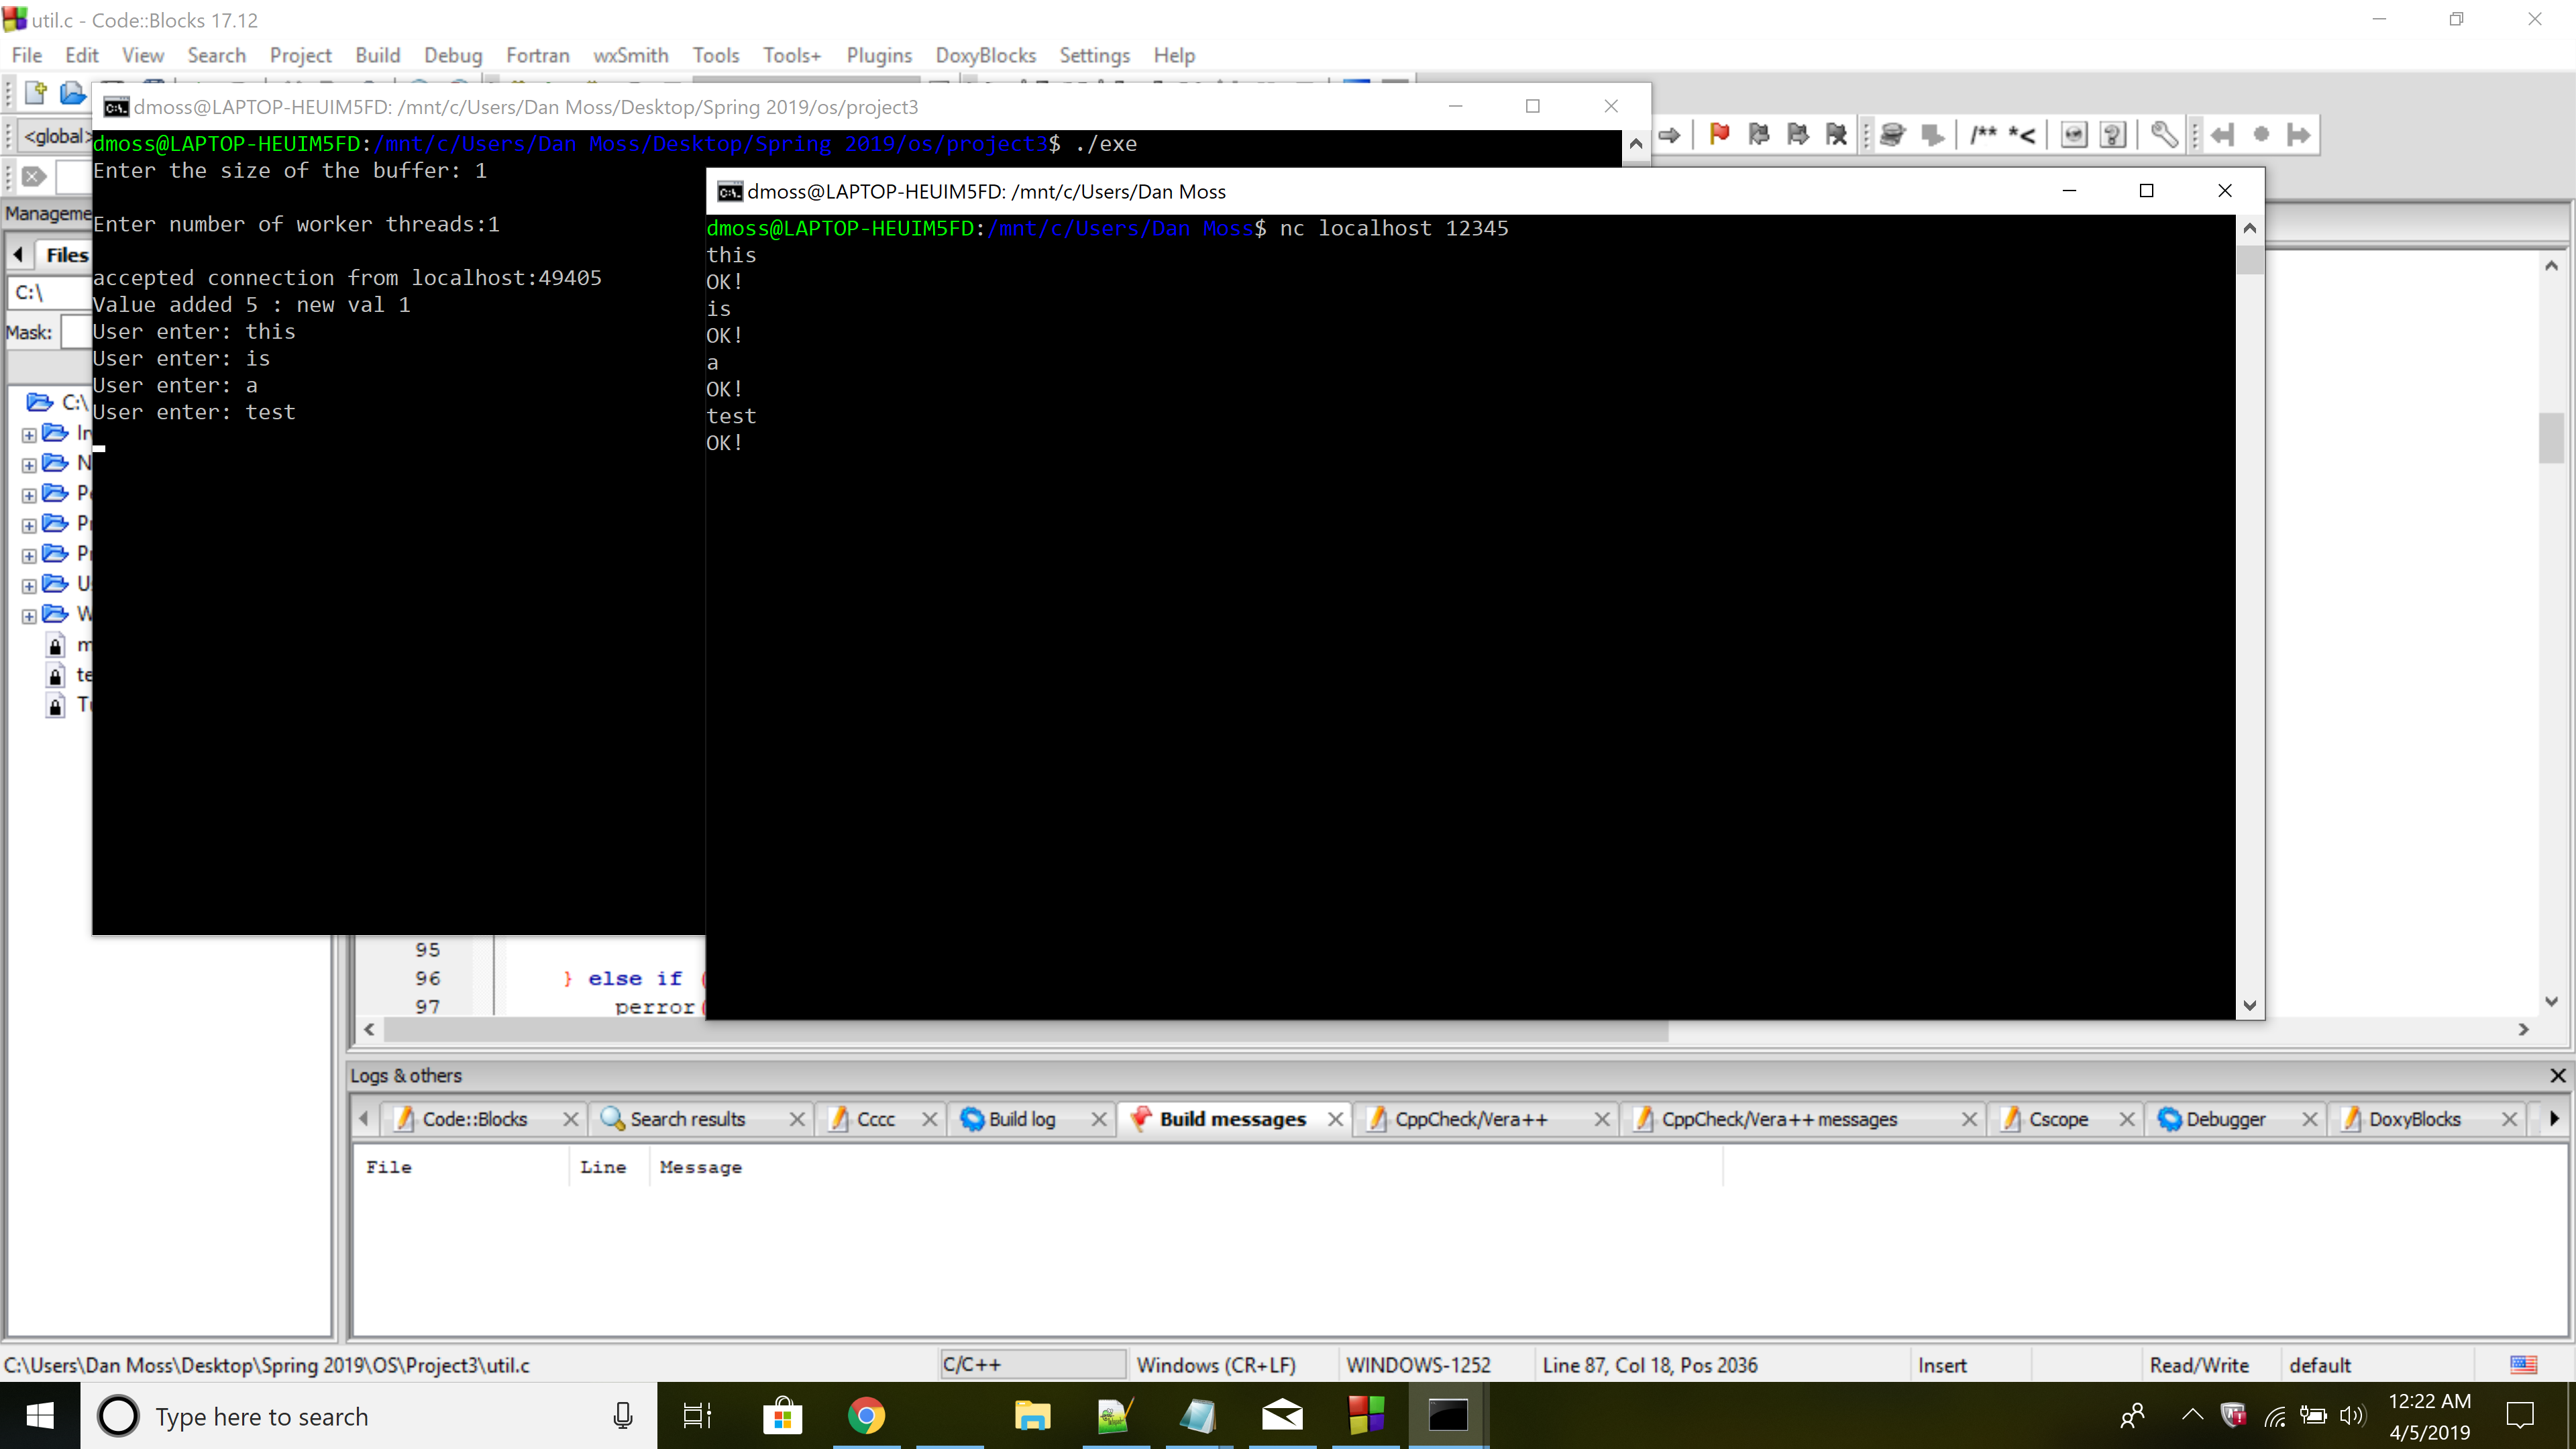 util.c - Code::Blocks 17.12
File Edit View Search Project Build Debug Fortran wxSmith Tools Tools+ Plugins DoxyBlocks Settings Help
dmoss@LAPTOP-HEUIM5FD: /mnt/c/Users/Dan Moss/Desktop/Spring 2019/os/project3
<global>
/** *<
dmoss@LAPTOP-HEUIM5FD:/mnt/c/Users/Dan Moss/Desktop/Spring 2019/os/project3$ ./exe
Enter the size of the buffer: 1
Enter number of worker threads:1
accepted connection from localhost:49405
Value added 5 : new val 1
User enter: this
User enter: is
User enter: a
User enter: test
dmoss@LAPTOP-HEUIM5FD: /mnt/c/Users/Dan Moss
dmoss@LAPTOP-HEUIM5FD:/mnt/c/Users/Dan Moss$ nc localhost 12345
this
OK!
is
OK!
a
OK!
test
OK!
Manageme
Files
C:\
Mask:
C:\
N
P
P
U
W
m
te
95
96 } else if (
97 perror(
Logs & others
Code::Blocks Search results Cccc Build log Build messages CppCheck/Vera++ CppCheck/Vera++ messages Cscope Debugger DoxyBlocks
File Line Message
C:\Users\Dan Moss\Desktop\Spring 2019\OS\Project3\util.c C/C++ Windows (CR+LF) WINDOWS-1252 Line 87, Col 18, Pos 2036 Insert Read/Write default
Type here to search
12:22 AM
4/5/2019